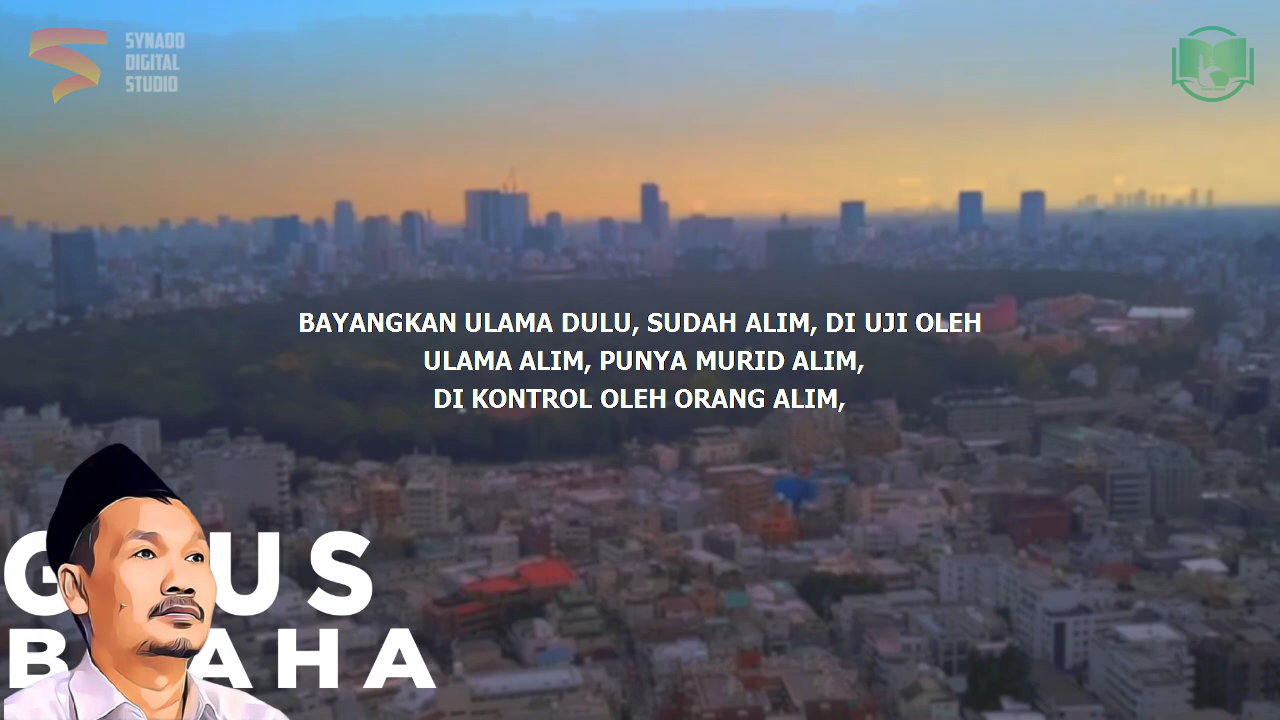 SYNADO
DIGITAL
STUDIO
BAYANGKAN ULAMA DULU, SUDAH ALIM, DI UJI OLEH
ULAMA ALIM, PUNYA MURID ALIM,
DI KONTROL OLEH ORANG ALIM,
GUS
BAHA